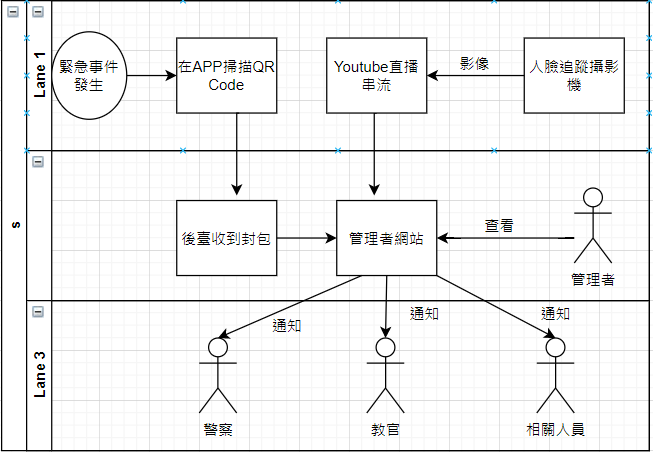 s
Lane 1
緊急事件
發生
在APP掃描QR
Code
Youtube直播
串流
影像
人臉追蹤攝影
機
後臺收到封包
管理者網站
查看
管理者
Lane 3
通知
通知
通知
警察
教官
相關人員